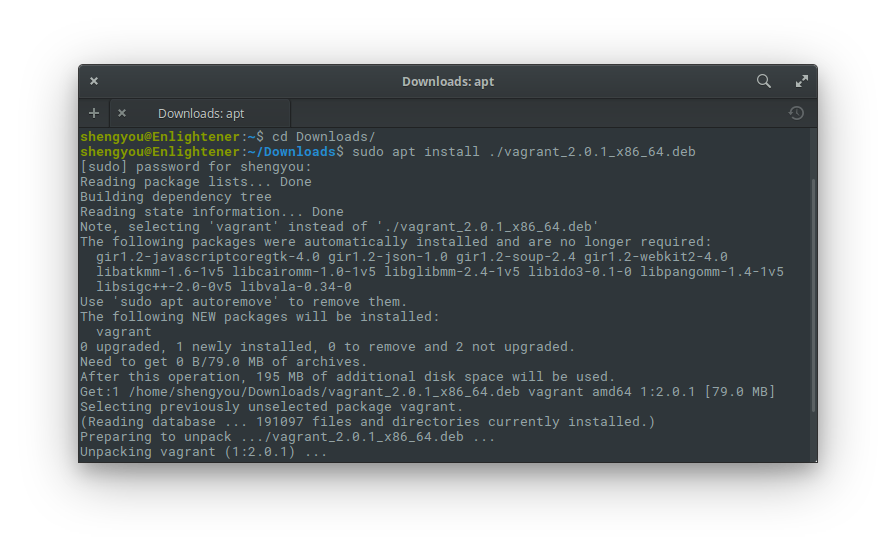 Downloads: apt
Downloads: apt
shengyou@Enlightener:~$ cd Downloads/
shengyou@Enlightener:~/Downloads$ sudo apt install ./vagrant_2.0.1_x86_64.deb
[sudo] password for shengyou:
Reading package lists... Done
Building dependency tree
Reading state information... Done
Note, selecting 'vagrant' instead of './vagrant_2.0.1_x86_64.deb'
The following packages were automatically installed and are no longer required:
  gir1.2-javascriptcoregtk-4.0 gir1.2-json-1.0 gir1.2-soup-2.4 gir1.2-webkit2-4.0
  libatkmm-1.6-1v5 libcairomm-1.0-1v5 libglibmm-2.4-1v5 libido3-0.1-0 libpangomm-1.4-1v5
  libsigc++-2.0-0v5 libvala-0.34-0
Use 'sudo apt autoremove' to remove them.
The following NEW packages will be installed:
  vagrant
0 upgraded, 1 newly installed, 0 to remove and 2 not upgraded.
Need to get 0 B/79.0 MB of archives.
After this operation, 195 MB of additional disk space will be used.
Get:1 /home/shengyou/Downloads/vagrant_2.0.1_x86_64.deb vagrant amd64 1:2.0.1 [79.0 MB]
Selecting previously unselected package vagrant.
(Reading database ... 191097 files and directories currently installed.)
Preparing to unpack .../vagrant_2.0.1_x86_64.deb ...
Unpacking vagrant (1:2.0.1) ...